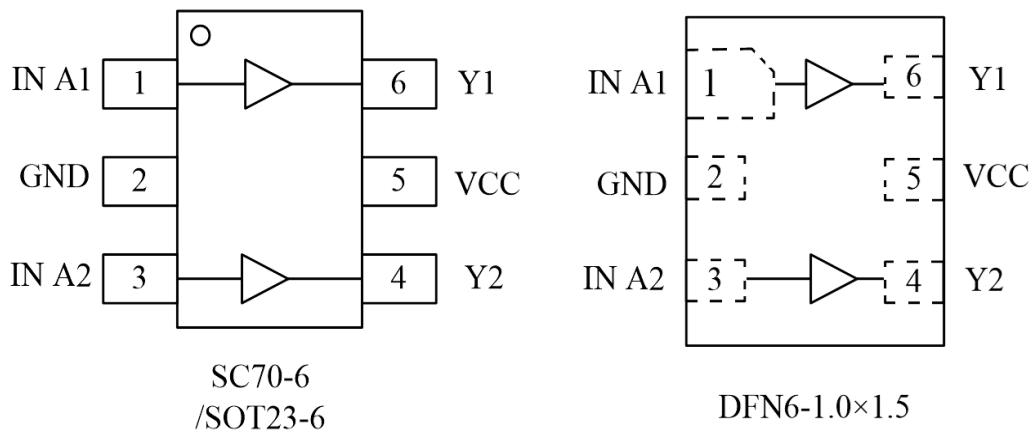 IN A1 1 6 Y1
GND 2 5 VCC
IN A2 3 4 Y2
SC70-6
/SOT23-6
IN A1 1 6 Y1
GND 2 5 VCC
IN A2 3 4 Y2
DFN6-1.0×1.5